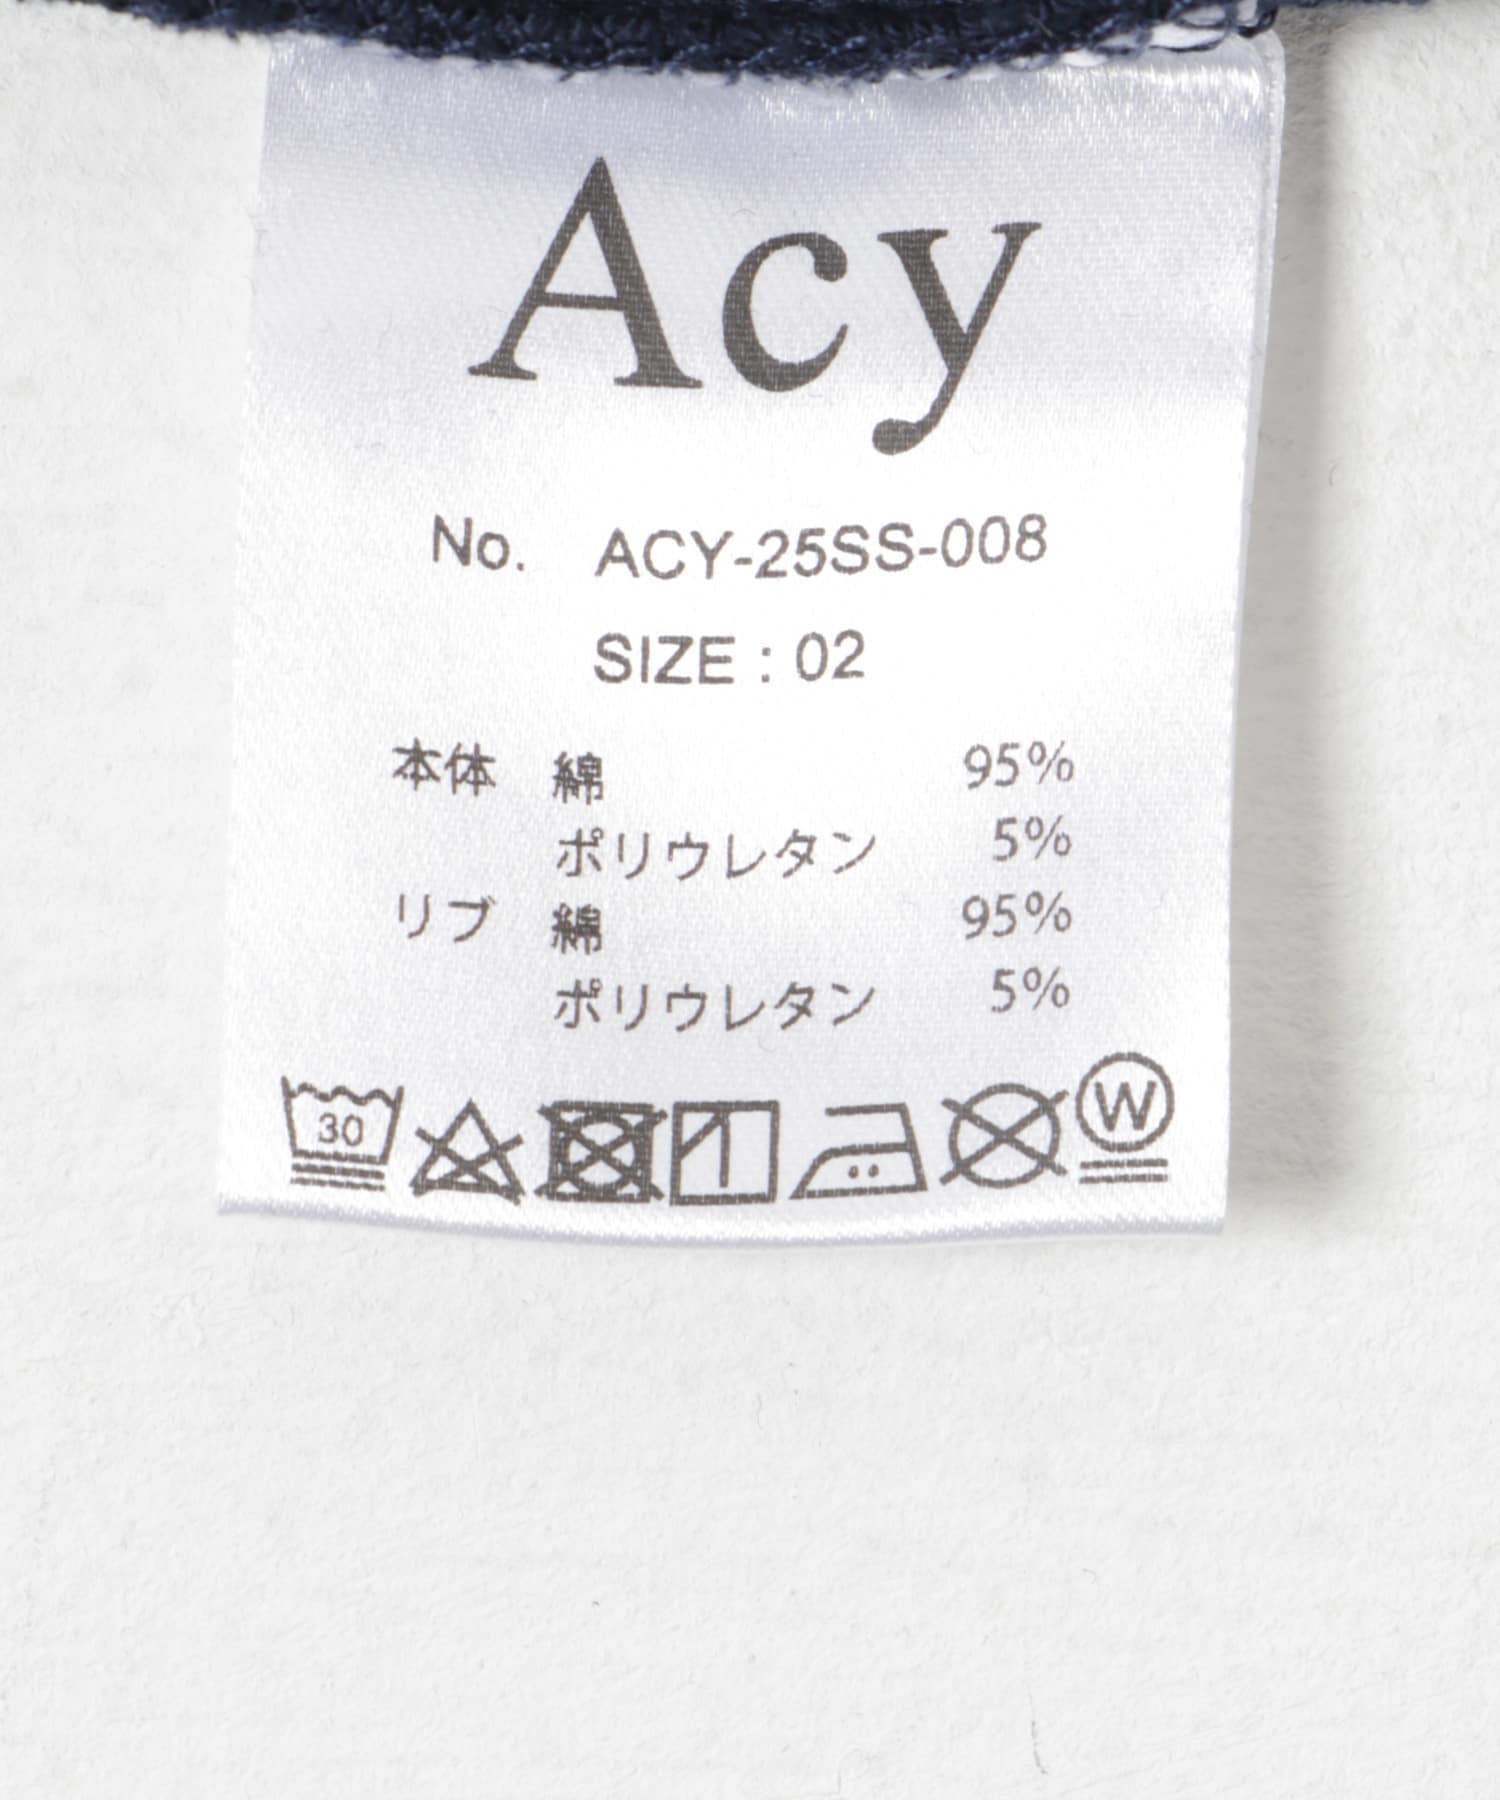 Acy
No. ACY-25SS-008
SIZE : 02
本体 綿 95%
ポリウレタン 5%
リブ 綿 95%
ポリウレタン 5%
30 W